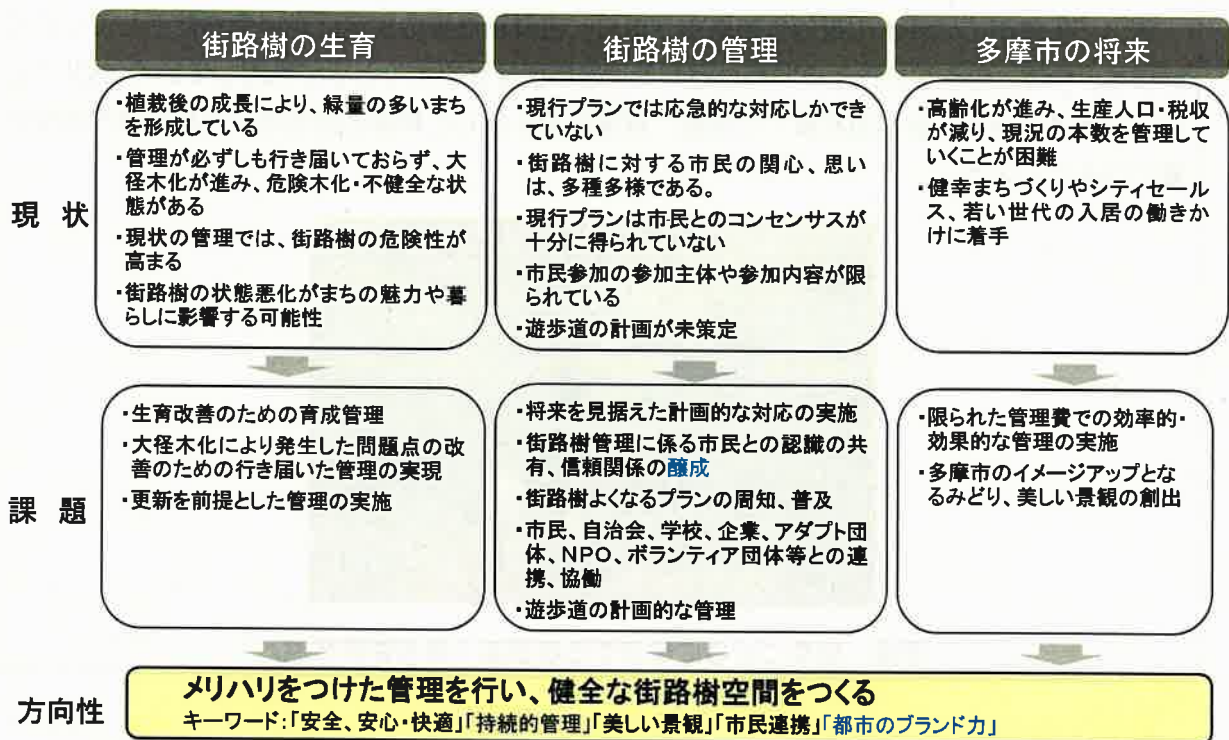 街路樹の生育
街路樹の管理
多摩市の将来
現 状
・植栽後の成長により、緑量の多いまち
を形成している
・管理が必ずしも行き届いておらず、大
径木化が進み、危険木化・不健全な状
態がある
・現状の管理では、街路樹の危険性が
高まる
・街路樹の状態悪化がまちの魅力や暮
らしに影響する可能性
・現行プランでは応急的な対応しかでき
ていない
・街路樹に対する市民の関心、思い
は、多種多様である。
・現行プランは市民とのコンセンサスが
十分に得られていない
・市民参加の参加主体や参加内容が限
られている
・遊歩道の計画が未策定
・高齢化が進み、生産人口・税収
が減り、現況の本数を管理して
いくことが困難
・健幸まちづくりやシティセール
ス、若い世代の入居の働きか
けに着手
課 題
・生育改善のための育成管理
・大径木化により発生した問題点の改
善のための行き届いた管理の実現
・更新を前提とした管理の実施
・将来を見据えた計画的な対応の実施
・街路樹管理に係る市民との認識の共
有、信頼関係の醸成
・街路樹よくなるプランの周知、普及
・市民、自治会、学校、企業、アダプト団
体、NPO、ボランティア団体等との連
携、協働
・遊歩道の計画的な管理
・限られた管理費での効率的・
効果的な管理の実施
・多摩市のイメージアップとな
るみどり、美しい景観の創出
方向性
メリハリをつけた管理を行い、健全な街路樹空間をつくる
キーワード:「安全、安心・快適」「持続的管理」「美しい景観」「市民連携」「都市のブランド力」